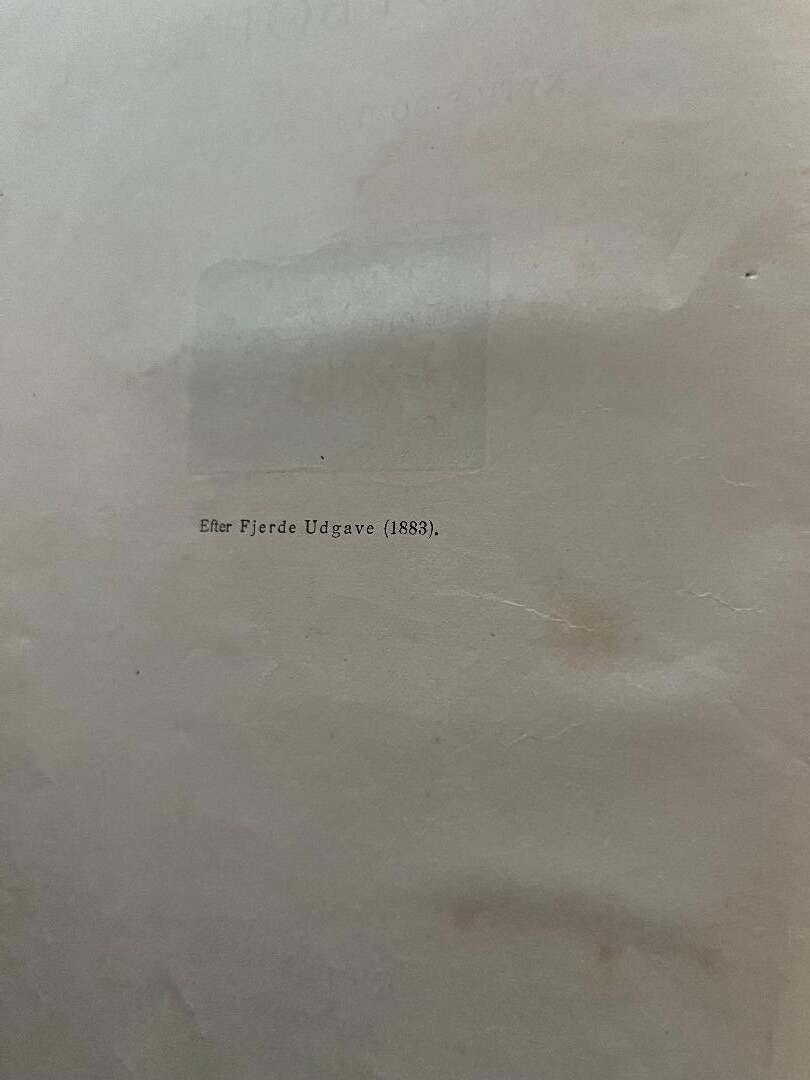 Efter Fjerde Udgave (1883).